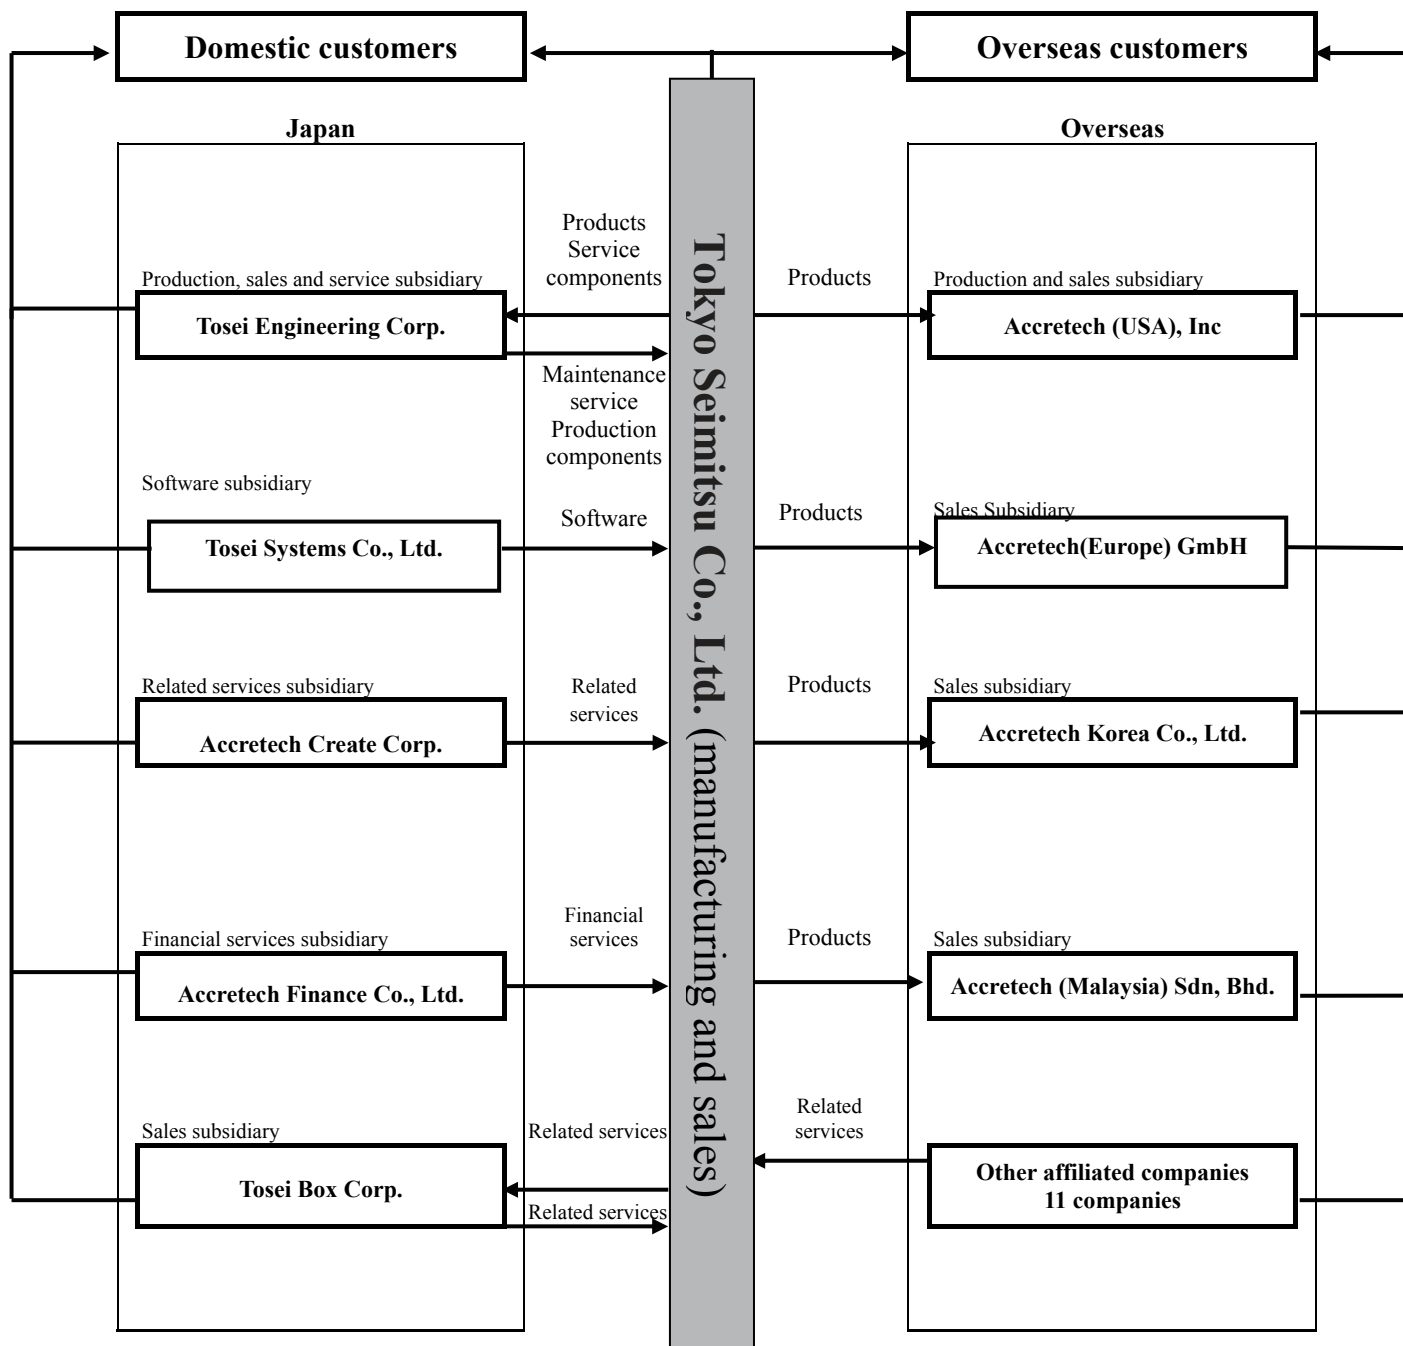 Domestic customers
Overseas customers
Japan
Overseas
Products
Service
components
Products
Production, sales and service subsidiary
Tosei Engineering Corp.
Production and sales subsidiary
Accretech (USA), Inc
Maintenance
service
Production
components
Tokyo Seimitsu Co., Ltd. (manufacturing and sales)
Software subsidiary
Tosei Systems Co., Ltd.
Software
Products
Sales Subsidiary
Accretech(Europe) GmbH
Related services subsidiary
Accretech Create Corp.
Related
services
Products
Sales subsidiary
Accretech Korea Co., Ltd.
Financial services subsidiary
Accretech Finance Co., Ltd.
Financial
services
Products
Sales subsidiary
Accretech (Malaysia) Sdn, Bhd.
Sales subsidiary
Tosei Box Corp.
Related services
Related services
Related
services
Other affiliated companies
11 companies